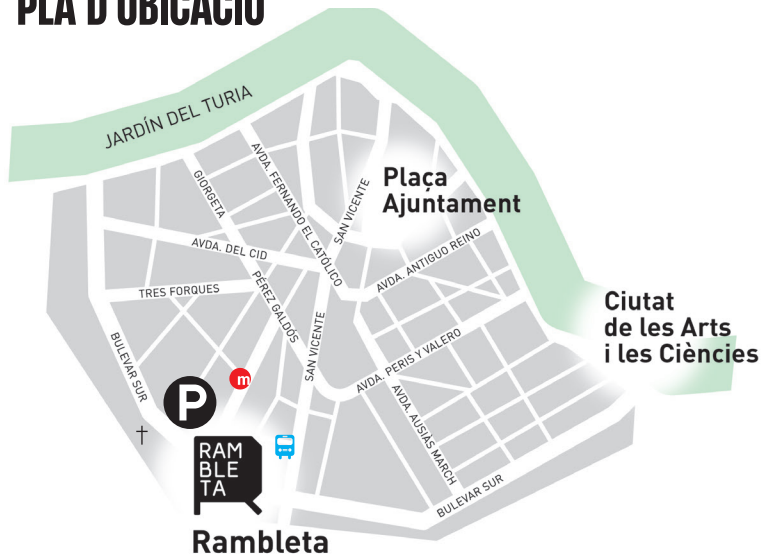 PLA D'UBICACIÓ
JARDÍN DEL TURIA
GIORGETA
AVDA. FERNANDO EL CATÓLICO
SAN VICENTE
Plaça
Ajuntament
AVDA. DEL CID
AVDA. ANTIGUO REINO
TRES FORQUES
PÉREZ GALDÓS
Ciutat
de les Arts
i les Ciències
BULEVAR SUR
SAN VICENTE
AVDA. PERIS Y VALERO
m
P
AVDA. AUSIAS MARCH
RAM
BLE
TA
BULEVAR SUR
Rambleta